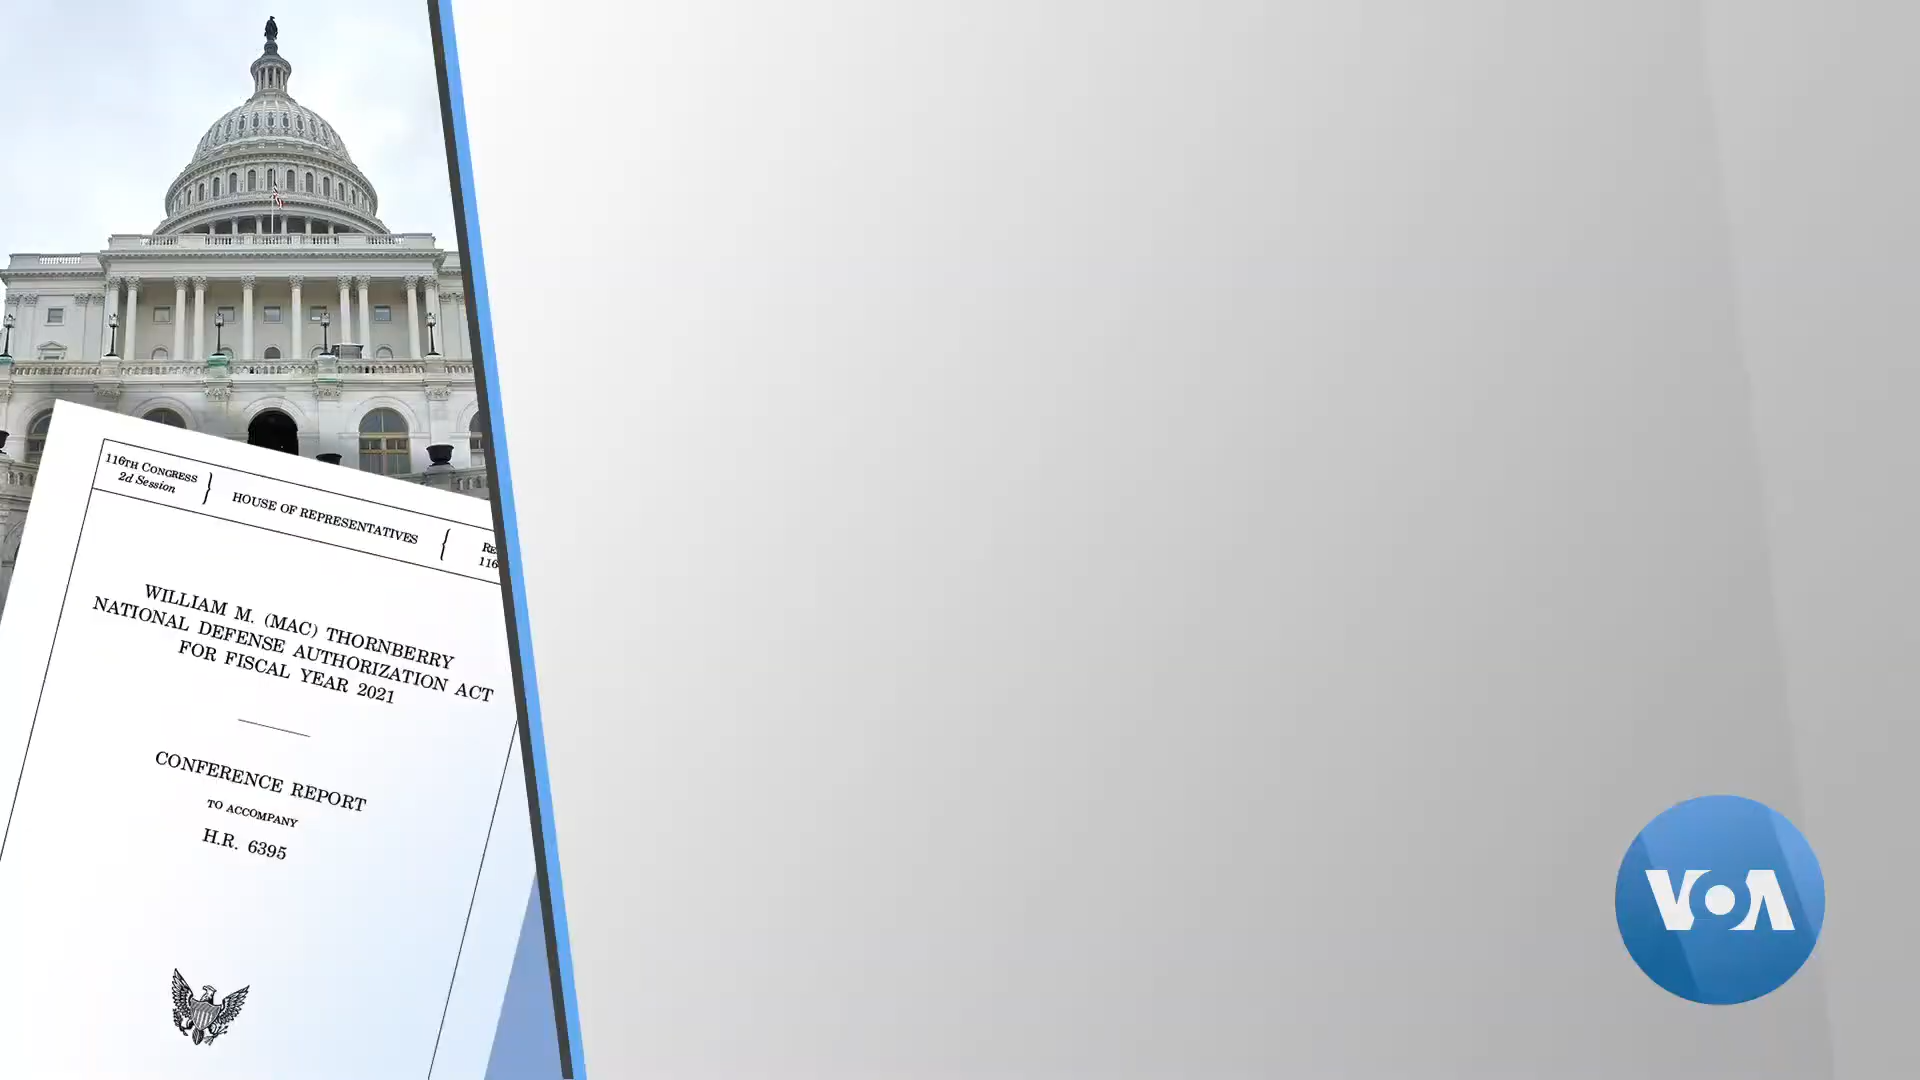 116TH CONGRESS
2d Session
HOUSE OF REPRESENTATIVES
116
WILLIAM M. (MAC) THORNBERRY
NATIONAL DEFENSE AUTHORIZATION ACT
FOR FISCAL YEAR 2021
CONFERENCE REPORT
TO ACCOMPANY
H.R. 6395
VOA